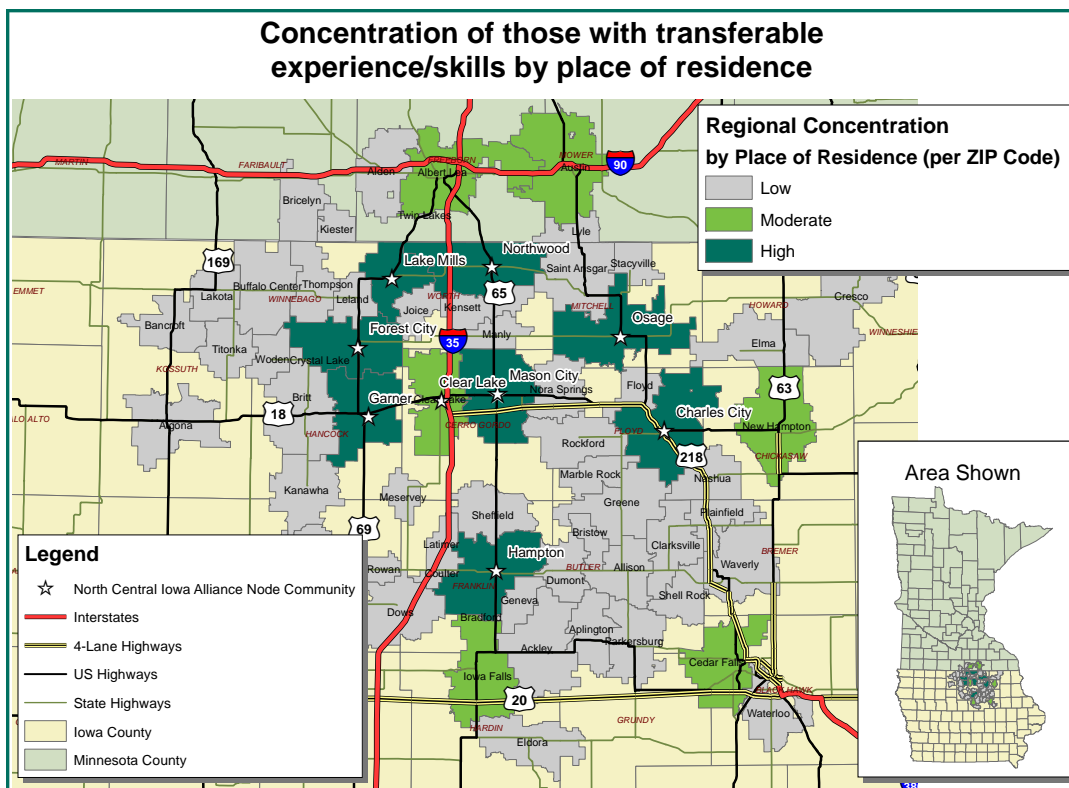 Concentration of those with transferable
experience/skills by place of residence
Regional Concentration
by Place of Residence (per ZIP Code)
Low
Moderate
High
MARTIN
FARIBAULT
FREEBORN
MOWER
90
Alden
Albert Lea
Austin
Bricelyn
Twin Lakes
Kiester
Lyle
Northwood
169
Lake Mills
Saint Ansgar
Stacyville
EMMET
Buffalo Center
Thompson
Lakota
WINNEBAGO
Leland
WORTH
65
Joice
Kensett
MITCHELL
HOWARD
Cresco
Bancroft
Forest City
Osage
WINNESHIE
Manly
35
Elma
Titonka
Woden
Crystal Lake
KOSSUTH
Clear Lake
Mason City
Nora Springs
Floyd
63
Britt
Garner
Clear Lake
ALO ALTO
18
Charles City
Algona
HANCOCK
CERRO GORDO
FLOYD
New Hampton
Rockford
218
CHICKASAW
Marble Rock
Nashua
Kanawha
Meservey
Greene
Plainfield
Sheffield
69
Bristow
Latimer
Hampton
Clarksville
BREMER
Rowan
Coulter
BUTLER
Allison
Waverly
FRANKLIN
Dumont
Dows
Geneva
Shell Rock
Bradford
Aplington
Ackley
Parkersburg
Iowa Falls
Cedar Falls
20
BLACK HAWK
Waterloo
HARDIN
GRUNDY
Eldora
38
Legend
North Central Iowa Alliance Node Community
Interstates
4-Lane Highways
US Highways
State Highways
Iowa County
Minnesota County
Area Shown